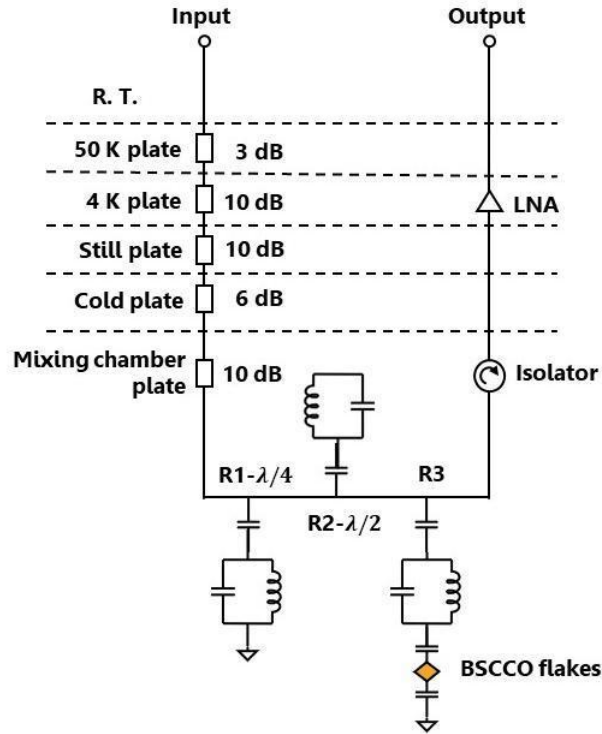 Input
Output
R. T.
50 K plate
3 dB
4 K plate
10 dB
LNA
Still plate
10 dB
Cold plate
6 dB
Mixing chamber
plate
10 dB
Isolator
R1-λ/4
R3
R2-λ/2
BSCCO flakes